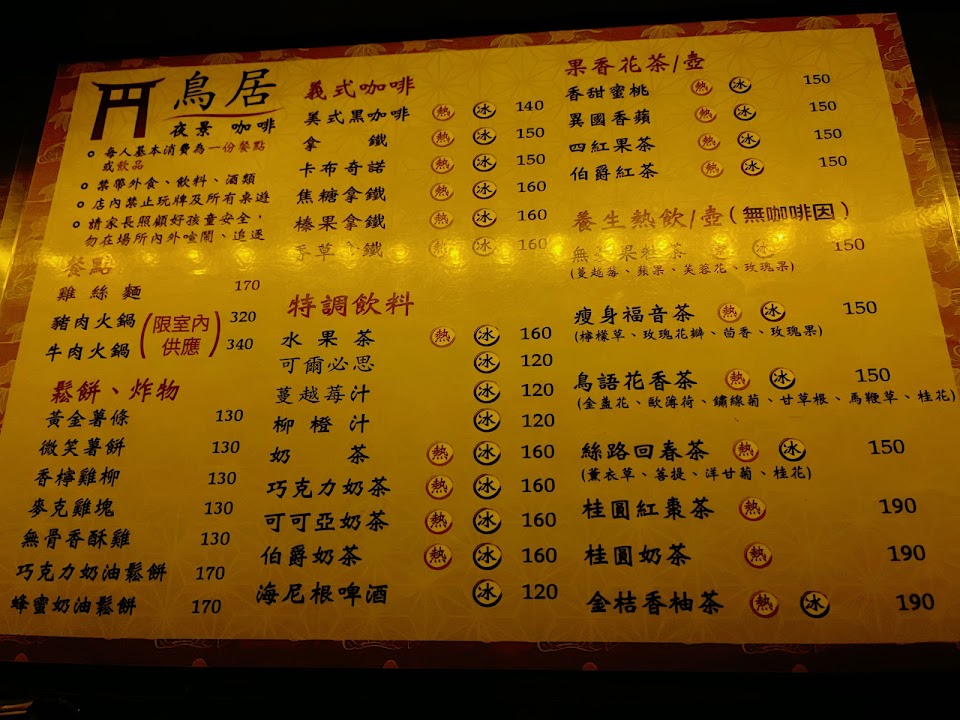 鳥居
夜景 咖啡
每人基本消費為一份餐點
或飲品
禁帶外食、飲料、酒類
店內禁止玩牌及所有桌遊
請家長照顧好孩童安全，
勿在場所內外喧鬧、追逐
餐點
雞絲麵 170
豬肉火鍋 320
牛肉火鍋 340
(限室內
供應)
鬆餅、炸物
黃金薯條 130
微笑薯餅 130
香檸雞柳 130
麥克雞塊 130
無骨香酥雞 130
巧克力奶油鬆餅 170
蜂蜜奶油鬆餅 170
義式咖啡
美式黑咖啡 熱 冰 140
拿鐵 熱 冰 150
卡布奇諾 熱 冰 150
焦糖拿鐵 熱 冰 160
榛果拿鐵 熱 冰 160
香草拿鐵 熱 冰 160
特調飲料
水果茶 熱 冰 160
可爾必思 冰 120
蔓越莓汁 冰 120
柳橙汁 冰 120
奶茶 熱 冰 160
巧克力奶茶 熱 冰 160
可可亞奶茶 熱 冰 160
伯爵奶茶 熱 冰 160
海尼根啤酒 冰 120
果香花茶/壺
香甜蜜桃 熱 冰 150
異國香蘋 熱 冰 150
四紅果茶 熱 冰 150
伯爵紅茶 熱 冰 150
養生熱飲/壺(無咖啡因)
無花果粒茶 熱 冰 150
(蔓越莓、蘋果、芙蓉花、玫瑰果)
瘦身福音茶 熱 冰 150
(檸檬草、玫瑰花瓣、茴香、玫瑰果)
鳥語花香茶 熱 冰 150
(金盞花、歐薄荷、繡線菊、甘草根、馬鞭草、桂花)
絲路回春茶 熱 冰 150
(薰衣草、菩提、洋甘菊、桂花)
桂圓紅棗茶 熱 190
桂圓奶茶 熱 190
金桔香柚茶 熱 冰 190